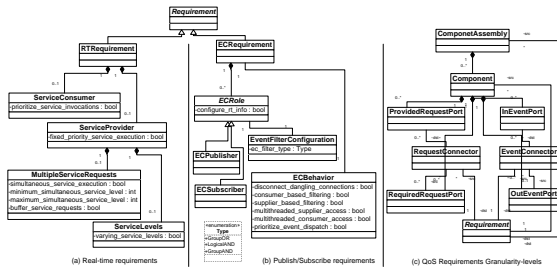 Requirement
RTRequirement
ECRequirement
ServiceConsumer
-prioritize_service_invocations : bool
ServiceProvider
-fixed_priority_service_execution : bool
MultipleServiceRequests
-simultaneous_service_execution : bool
-minimum_simultaneous_service_level : int
-maximum_simultaneous_service_level : int
-buffer_service_requests : bool
ServiceLevels
-varying_service_levels : bool
(a) Real-time requirements
ECRole
-configure_rt_info : bool
ECPublisher
ECSubscriber
EventFilterConfiguration
-ec_filter_type : Type
ECBehavior
-disconnect_dangling_connections : bool
-consumer_based_filtering : bool
-supplier_based_filtering : bool
-multithreaded_supplier_access : bool
-multithreaded_consumer_access : bool
-prioritize_event_dispatch : bool
«enumeration»
Type
+GroupOR
+LogicalAND
+GroupAND
(b) Publish/Subscribe requirements
ComponetAssembly
Component
ProvidedRequestPort
InEventPort
RequestConnector
EventConnector
RequiredRequestPort
OutEventPort
Requirement
(c) QoS Requirements Granularity-levels